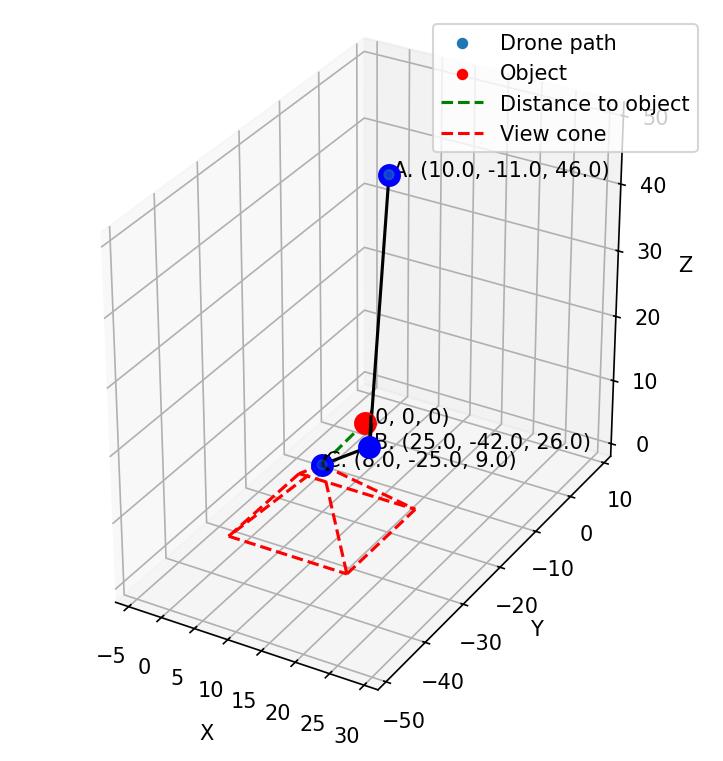 Drone path
Object
Distance to object
View cone
A. (10.0, -11.0, 46.0)
0, 0, 0)
B. (25.0, -42.0, 26.0)
C. (8.0, -25.0, 9.0)
50
40
30
20
10
0
Z
10
0
−10
−20
−30
−40
−50
Y
−5
0
5
10
15
20
25
30
X